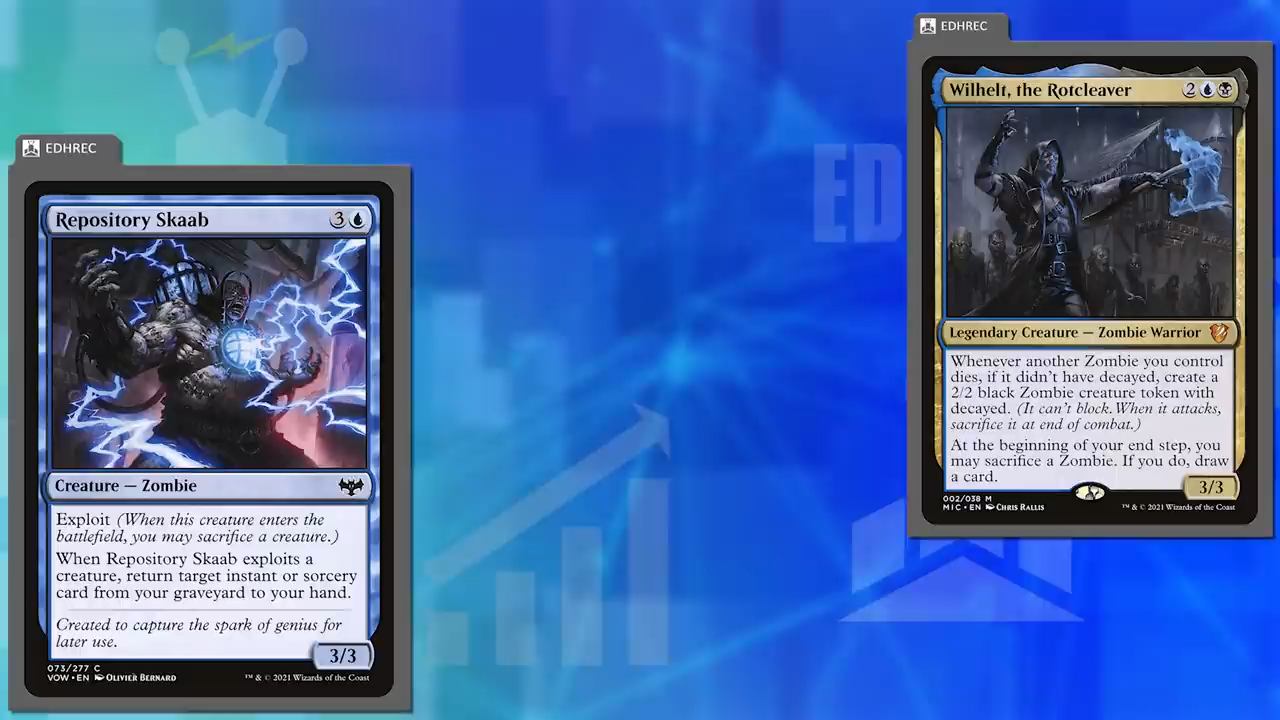 EDHREC
Repository Skaab 3
Creature — Zombie
Exploit (When this creature enters the
battlefield, you may sacrifice a creature.)
When Repository Skaab exploits a
creature, return target instant or sorcery
card from your graveyard to your hand.
Created to capture the spark of genius for
later use.
3/3
073/277 C
VOW • EN OLIVIER BERNARD
™ & © 2021 Wizards of the Coast
ED
EDHREC
Wilhelt, the Rotcleaver 2
Legendary Creature — Zombie Warrior
Whenever another Zombie you control
dies, if it didn't have decayed, create a
2/2 black Zombie creature token with
decayed. (It can't block. When it attacks,
sacrifice it at end of combat.)
At the beginning of your end step, you
may sacrifice a Zombie. If you do, draw
a card.
3/3
002/038 M
MIC • EN CHRIS RALLIS
™ & © 2021 Wizards of the Coast